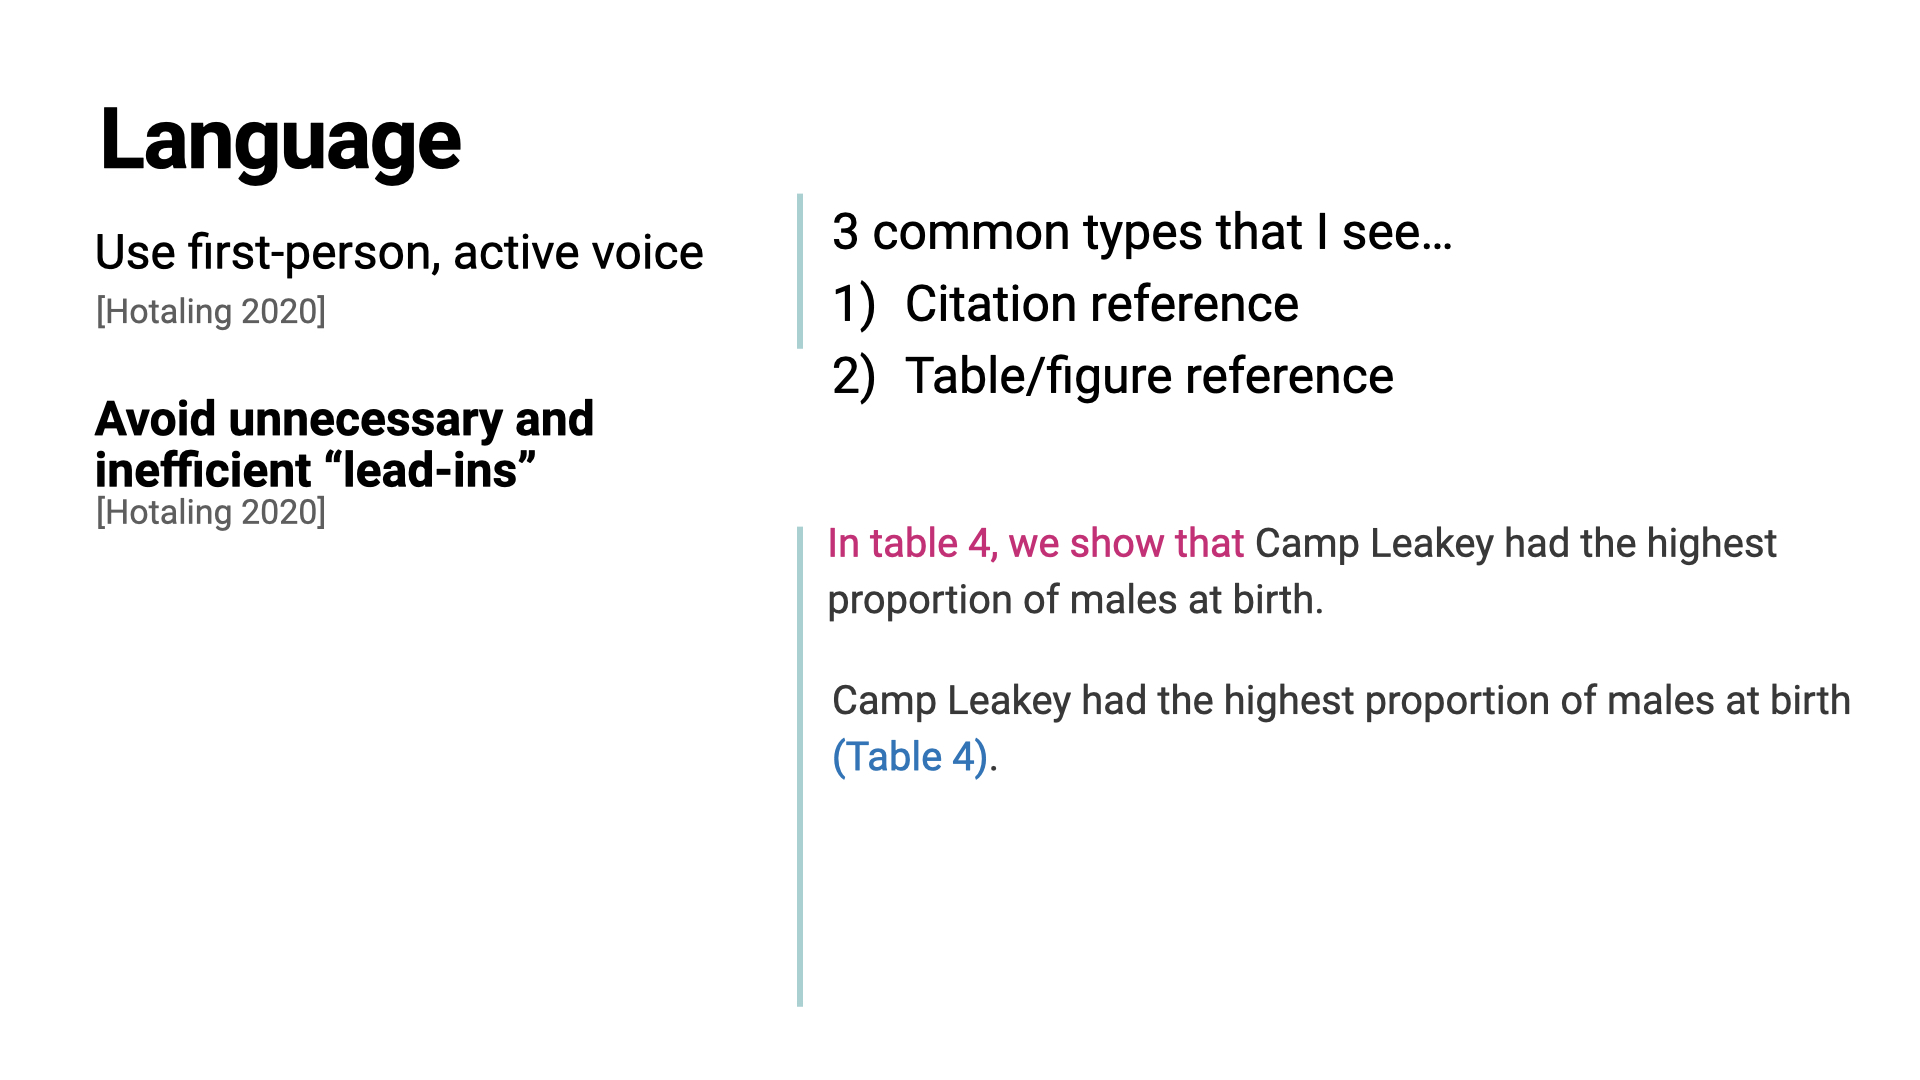 Language
Use first-person, active voice
[Hotaling 2020]
Avoid unnecessary and
inefficient “lead-ins”
[Hotaling 2020]
3 common types that I see…
1) Citation reference
2) Table/figure reference
In table 4, we show that Camp Leakey had the highest
proportion of males at birth.
Camp Leakey had the highest proportion of males at birth
(Table 4).